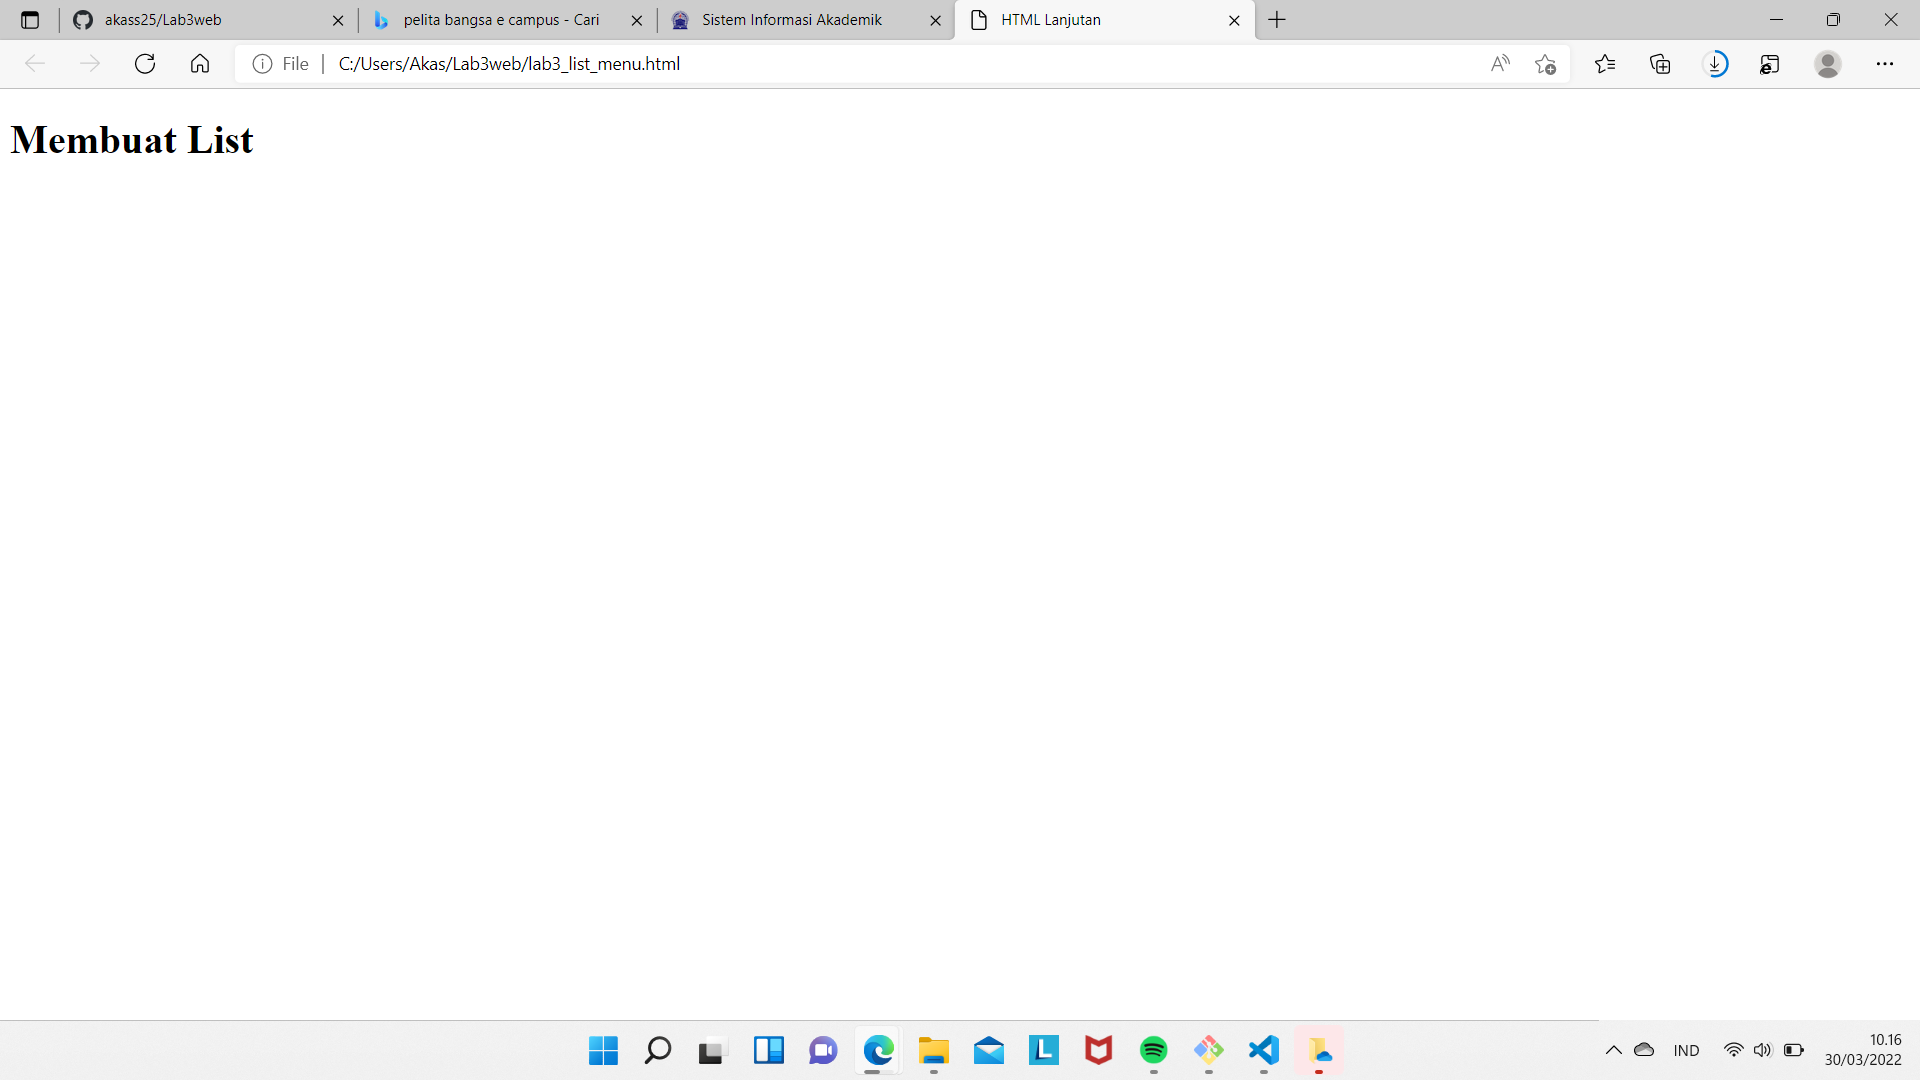 akass25/Lab3web
pelita bangsa e campus - Cari
Sistem Informasi Akademik
HTML Lanjutan
File
C:/Users/Akas/Lab3web/lab3_list_menu.html
Membuat List
IND
10.16
30/03/2022